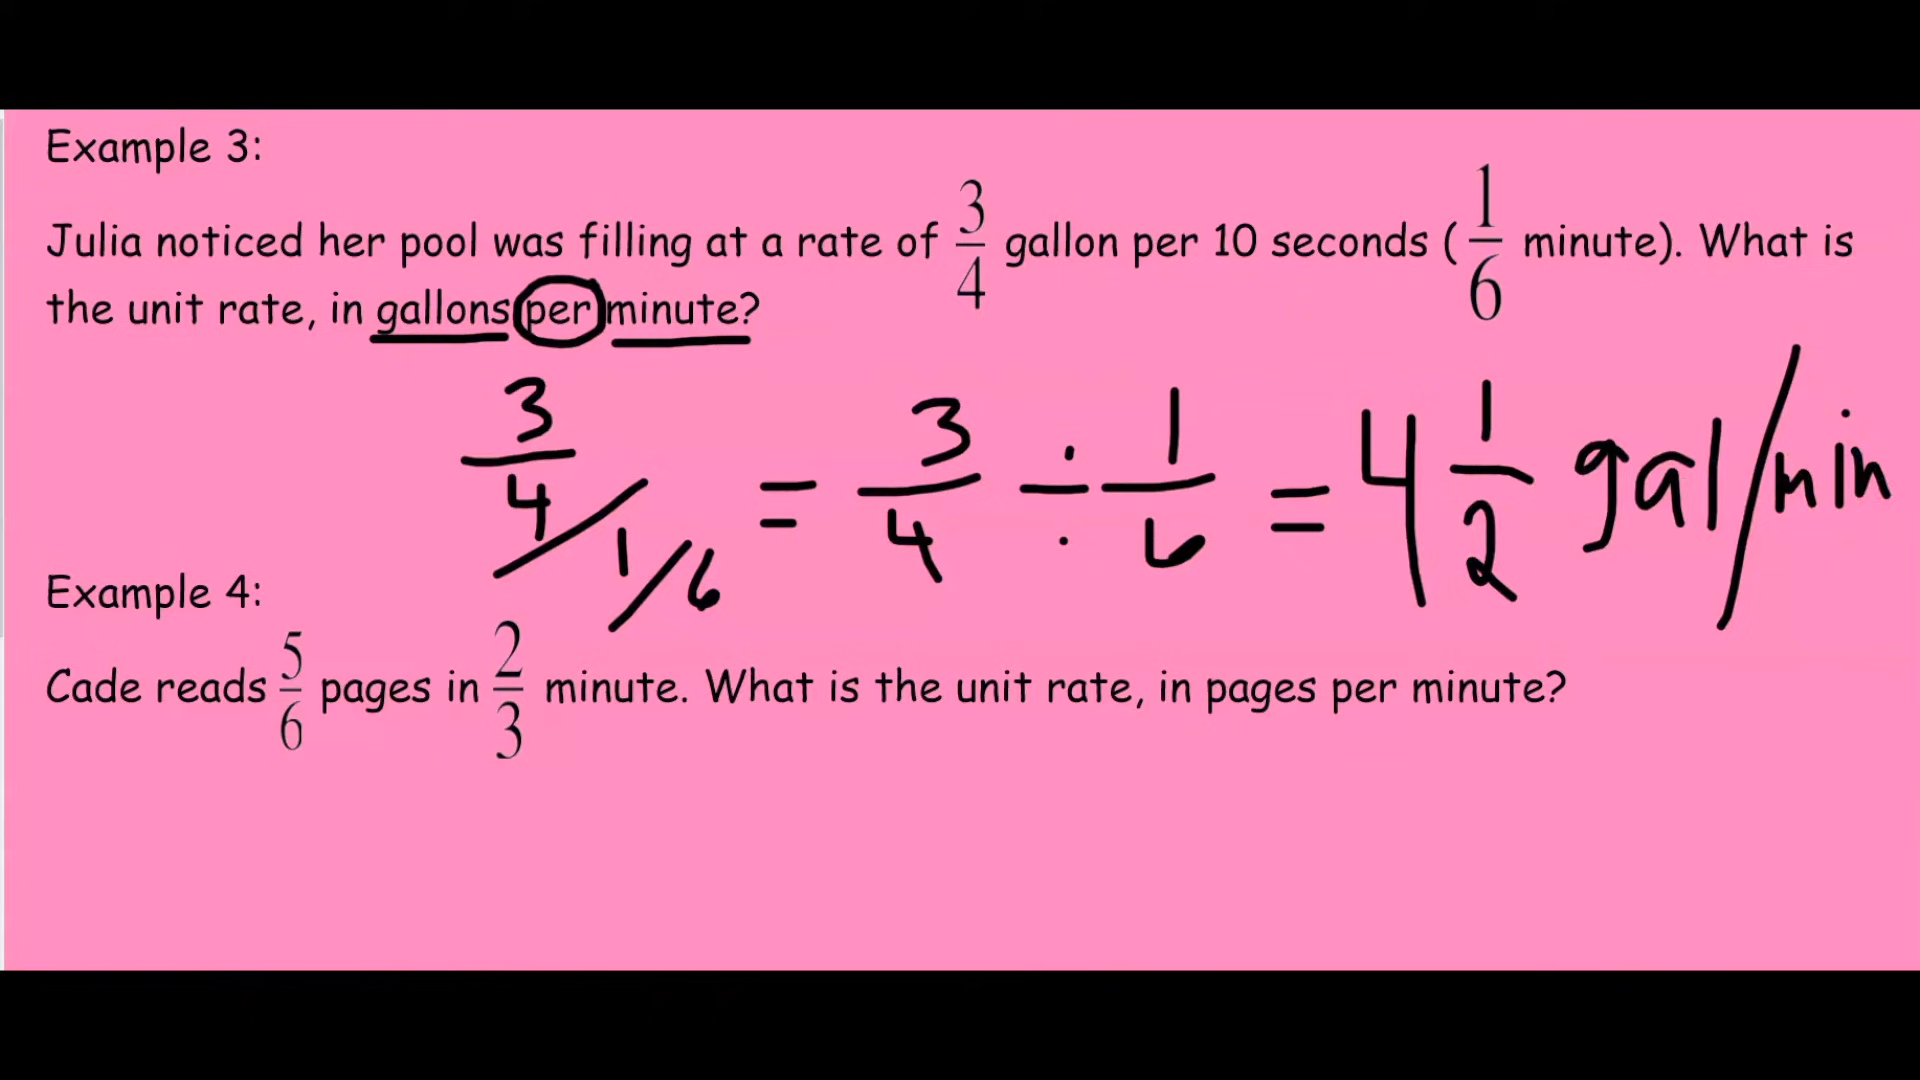 Example 3:
Julia noticed her pool was filling at a rate of 3/4 gallon per 10 seconds ( 1/6 minute). What is
the unit rate, in gallons per minute?
3/4 / 1/6 = 3/4 ÷ 1/6 = 4 1/2 gal/min
Example 4:
Cade reads 5/6 pages in 2/3 minute. What is the unit rate, in pages per minute?